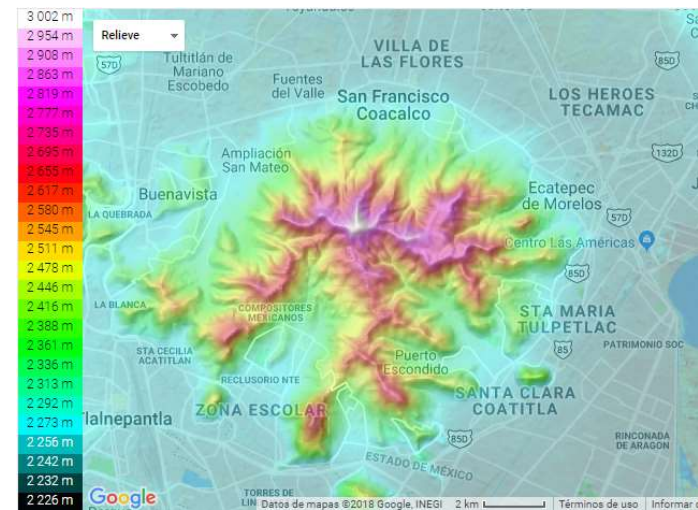 3 002 m
2 954 m
2 908 m
2 863 m
2 819 m
2 777 m
2 735 m
2 695 m
2 655 m
2 617 m
2 580 m
2 545 m
2 511 m
2 478 m
2 446 m
2 416 m
2 388 m
2 361 m
2 336 m
2 313 m
2 292 m
2 273 m
2 256 m
2 242 m
2 232 m
2 226 m
Relieve
57D
Tultitlán de
Mariano
Escobedo
VILLA DE
LAS FLORES
Fuentes
del Valle
San Francisco
Coacalco
85D
LOS HEROES
TECAMAC
132D
Ampliación
San Mateo
Buenavista
LA QUEBRADA
Ecatepec
de Morelos
57D
Centro Las Américas
85D
LA BLANCA
COMPOSITORES
MEXICANOS
STA MARIA
TULPETLAC
PATRIMONIO SOC
85
STA CECILIA
ACATITLAN
Puerto
Escondido
RECLUSORIO NTE
SANTA CLARA
COATITLA
Tlalnepantla
ZONA ESCOLAR
85D
RINCONADA
DE ARAGON
ESTADO DE MÉXICO
TORRES DE
Google
Datos de mapas ©2018 Google, INEGI
2 km
Términos de uso
Informar